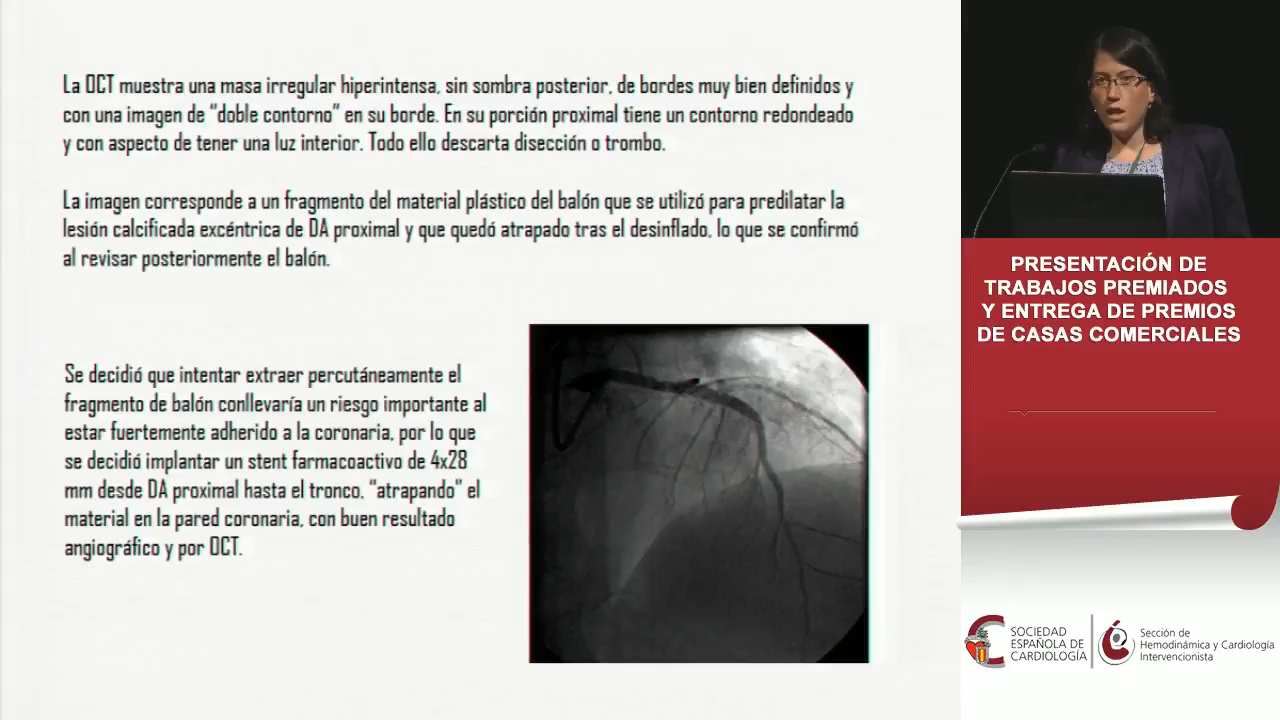 La OCT muestra una masa irregular hiperintensa, sin sombra posterior, de bordes muy bien definidos y
con una imagen de "doble contorno" en su borde. En su porción proximal tiene un contorno redondeado
y con aspecto de tener una luz interior. Todo ello descarta disección o trombo.
La imagen corresponde a un fragmento del material plástico del balón que se utilizó para predilatar la
lesión calcificada excéntrica de DA proximal y que quedó atrapado tras el desinflado, lo que se confirmó
al revisar posteriormente el balón.
Se decidió que intentar extraer percutáneamente el
fragmento de balón conllevaría un riesgo importante al
estar fuertemente adherido a la coronaria, por lo que
se decidió implantar un stent farmacoactivo de 4x28
mm desde DA proximal hasta el tronco, "atrapando" el
material en la pared coronaria, con buen resultado
angiográfico y por OCT.
PRESENTACIÓN DE
TRABAJOS PREMIADOS
Y ENTREGA DE PREMIOS
DE CASAS COMERCIALES
SOCIEDAD
ESPAÑOLA DE
CARDIOLOGÍA
Sección de
Hemodinámica y Cardiología
Intervencionista